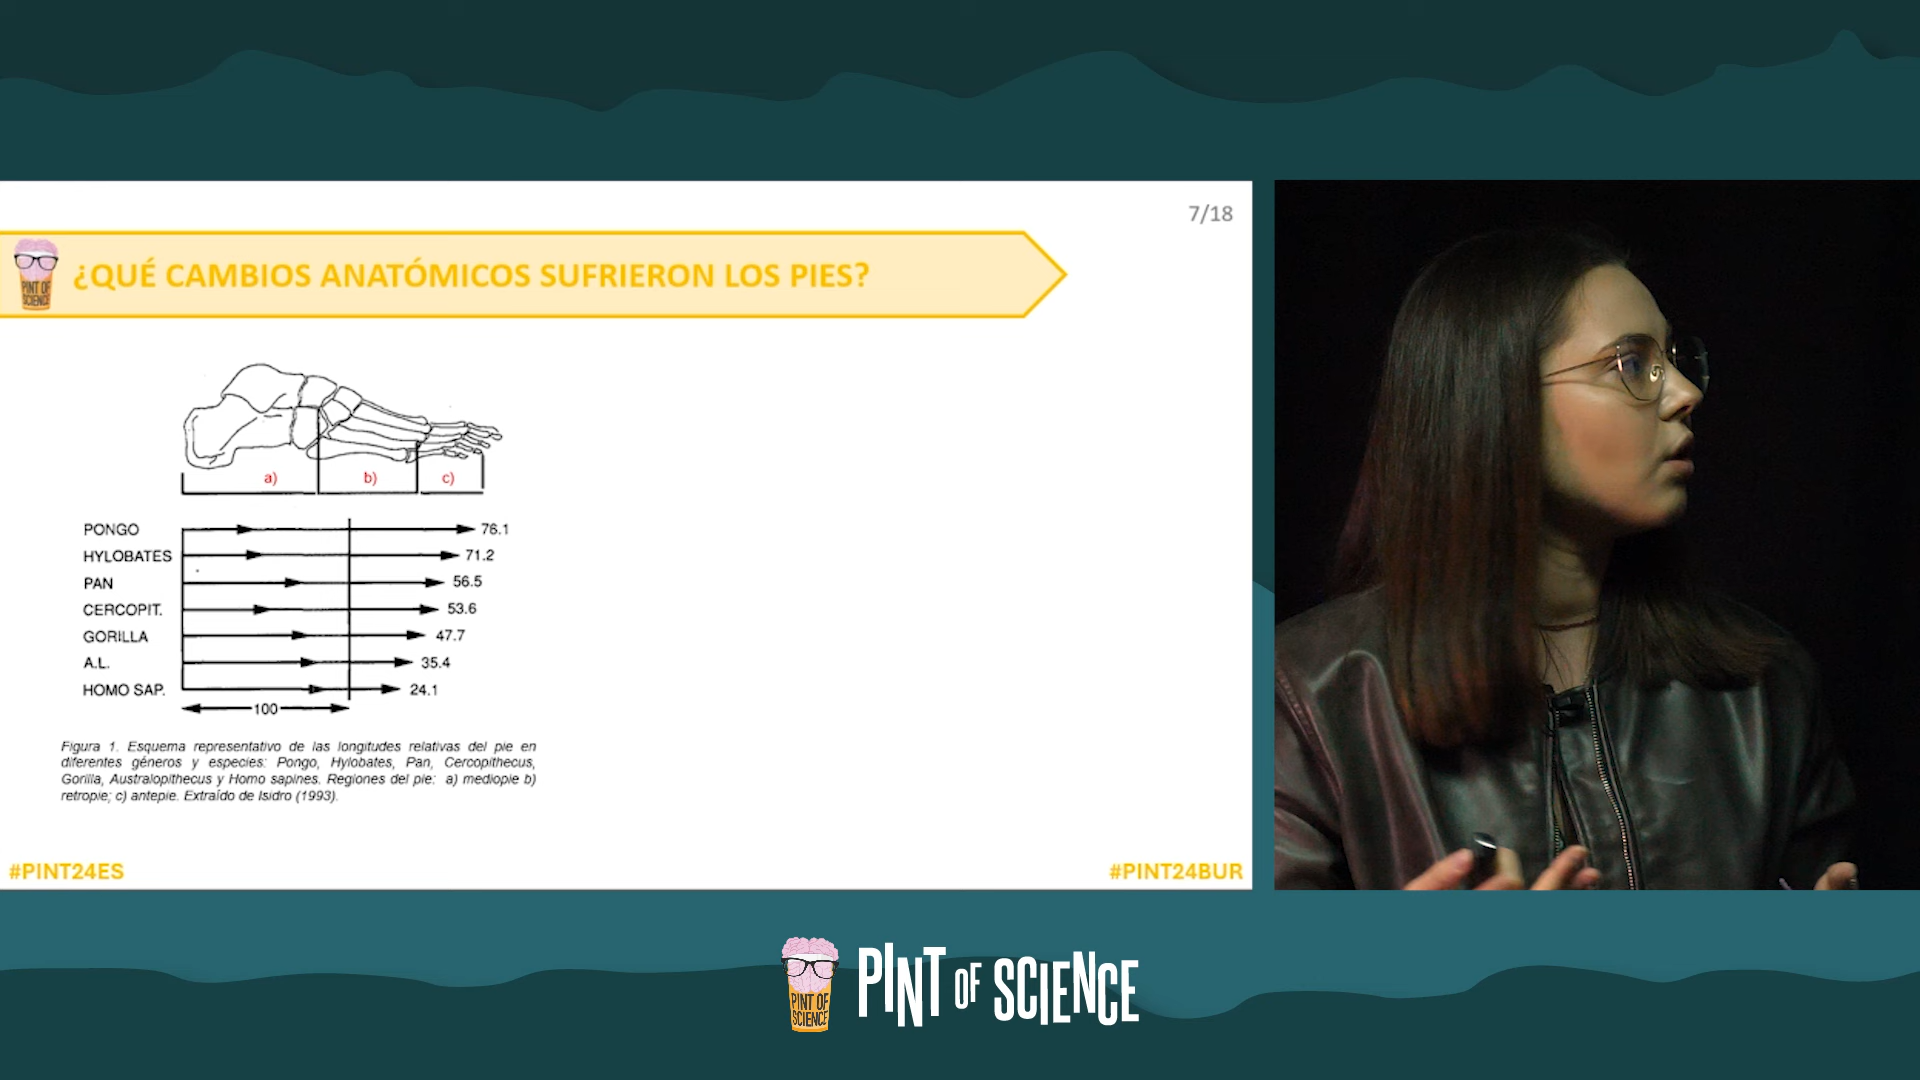 7/18
¿QUÉ CAMBIOS ANATÓMICOS SUFRIERON LOS PIES?
PINT OF
SCIENCE
a) b) c)
PONGO 76.1
HYLOBATES 71.2
PAN 56.5
CERCOPIT. 53.6
GORILLA 47.7
A.L. 35.4
HOMO SAP. 24.1
100
Figura 1. Esquema representativo de las longitudes relativas del pie en
diferentes géneros y especies: Pongo, Hylobates, Pan, Cercopithecus,
Gorilla, Australopithecus y Homo sapines. Regiones del pie: a) mediopie b)
retropie; c) antepie. Extraído de Isidro (1993).
#PINT24ES
#PINT24BUR
PINT OF
SCIENCE
PINT OF SCIENCE